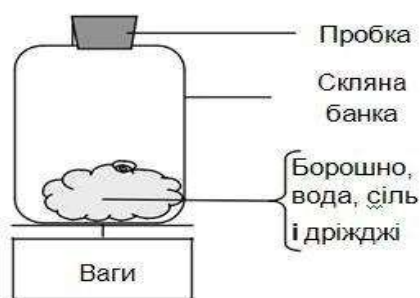 Пробка
Скляна
банка
Борошно,
вода, сіль
і дріжджі
Ваги